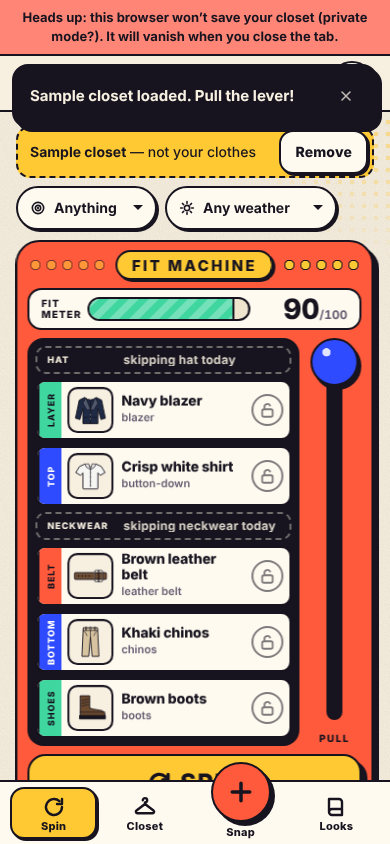 Heads up: this browser won’t save your closet (private
mode?). It will vanish when you close the tab.
Sample closet loaded. Pull the lever!
Sample closet — not your clothes
Remove
Anything
Any weather
FIT MACHINE
FIT
METER
90/100
HAT
skipping hat today
LAYER
Navy blazer
blazer
TOP
Crisp white shirt
button-down
NECKWEAR
skipping neckwear today
BELT
Brown leather
belt
leather belt
BOTTOM
Khaki chinos
chinos
SHOES
Brown boots
boots
PULL
Spin
Closet
Snap
Looks